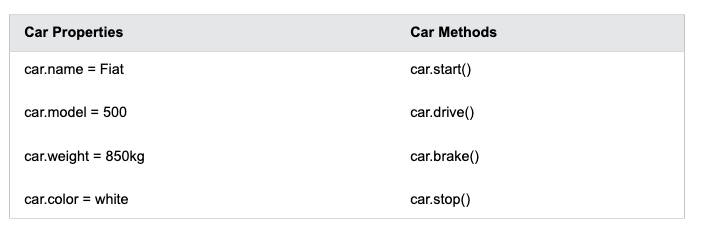 Car Properties Car Methods
car.name = Fiat car.start()
car.model = 500 car.drive()
car.weight = 850kg car.brake()
car.color = white car.stop()